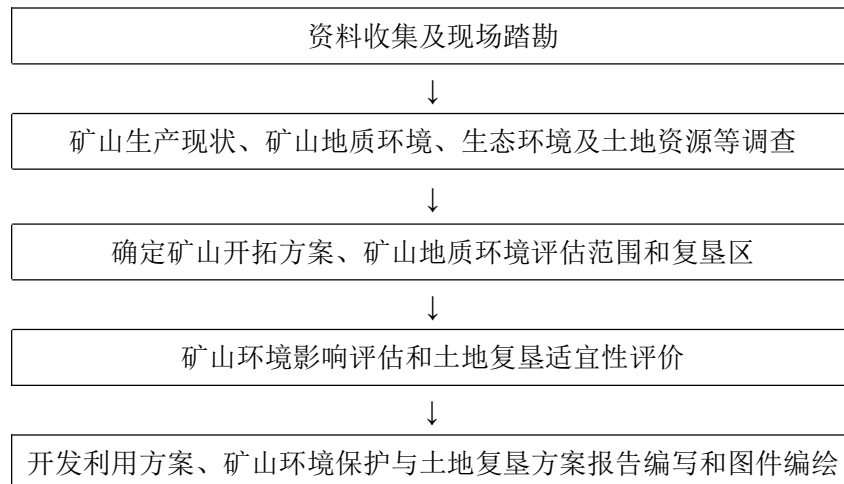 资料收集及现场踏勘
↓
矿山生产现状、矿山地质环境、生态环境及土地资源等调查
↓
确定矿山开拓方案、矿山地质环境评估范围和复垦区
↓
矿山环境影响评估和土地复垦适宜性评价
↓
开发利用方案、矿山环境保护与土地复垦方案报告编写和图件编绘